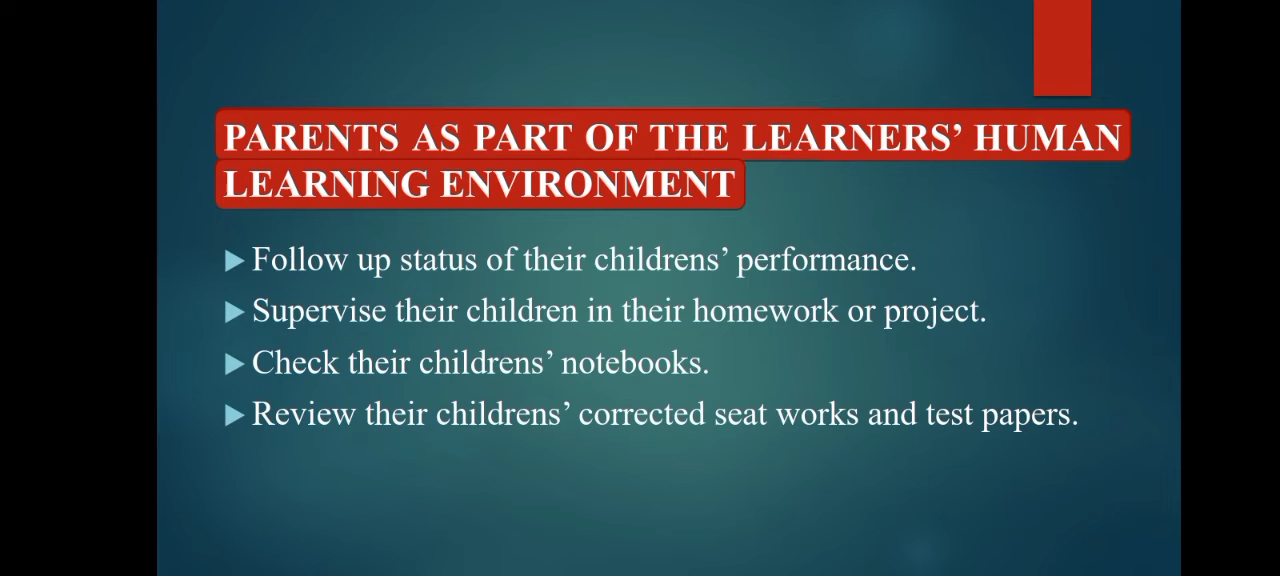 PARENTS AS PART OF THE LEARNERS’ HUMAN
LEARNING ENVIRONMENT
Follow up status of their childrens’ performance.
Supervise their children in their homework or project.
Check their childrens’ notebooks.
Review their childrens’ corrected seat works and test papers.